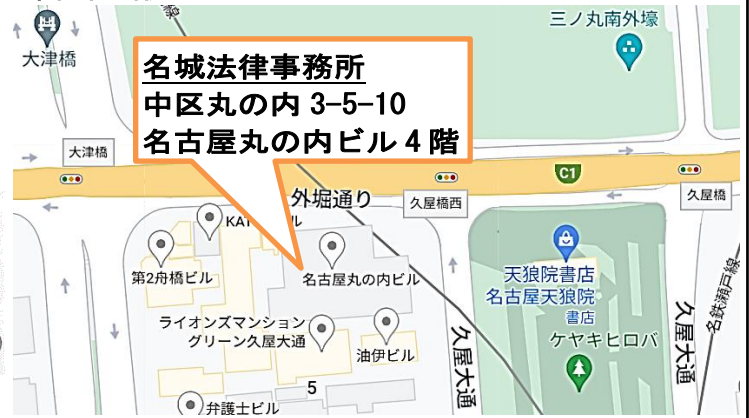 大津橋
三ノ丸南外壕
名城法律事務所
中区丸の内 3-5-10
名古屋丸の内ビル 4 階
大津橋
C1
外堀通り
久屋橋西
久屋橋
第2舟橋ビル
名古屋丸の内ビル
天狼院書店
名古屋天狼院
書店
ライオンズマンション
グリーン久屋大通
油伊ビル
ケヤキヒロバ
久屋大通
久屋大通
名鉄瀬戸線
5
弁護士ビル